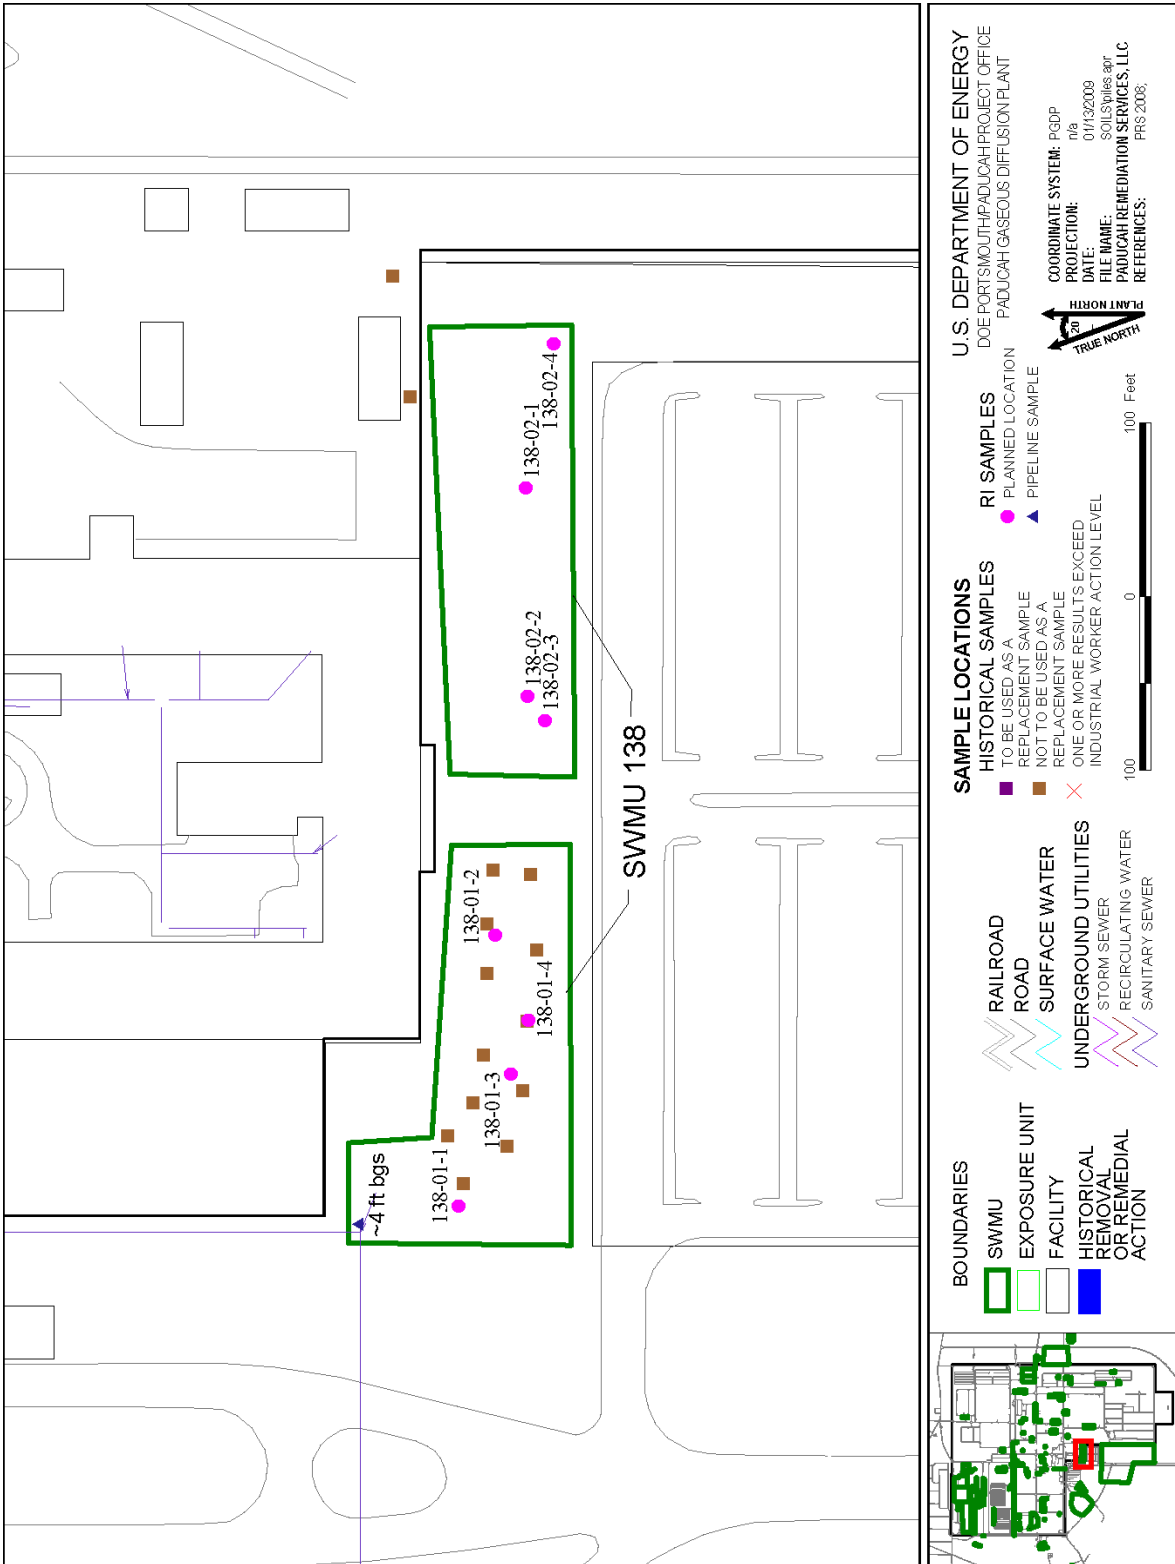 ~4 ft bgs
138-01-1
138-01-3
138-01-4
138-01-2
138-02-2
138-02-3
138-02-1
138-02-4
SWMU 138
BOUNDARIES
SWMU
EXPOSURE UNIT
FACILITY
HISTORICAL
REMOVAL
OR REMEDIAL
ACTION
RAILROAD
ROAD
SURFACE WATER
UNDERGROUND UTILITIES
STORM SEWER
RECIRCULATING WATER
SANITARY SEWER
SAMPLE LOCATIONS
HISTORICAL SAMPLES
TO BE USED AS A
REPLACEMENT SAMPLE
NOT TO BE USED AS A
REPLACEMENT SAMPLE
ONE OR MORE RESULTS EXCEED
INDUSTRIAL WORKER ACTION LEVEL
RI SAMPLES
PLANNED LOCATION
PIPELINE SAMPLE
100 0 100 Feet
U.S. DEPARTMENT OF ENERGY
DOE PORTSMOUTH/PADUCAH PROJECT OFFICE
PADUCAH GASEOUS DIFFUSION PLANT
TRUE NORTH
20
PLANT NORTH
COORDINATE SYSTEM: PGDP
PROJECTION: n/a
DATE: 01/13/2009
FILE NAME: SOILS\piles.apr
PADUCAH REMEDIATION SERVICES, LLC
REFERENCES: PRS 2008;